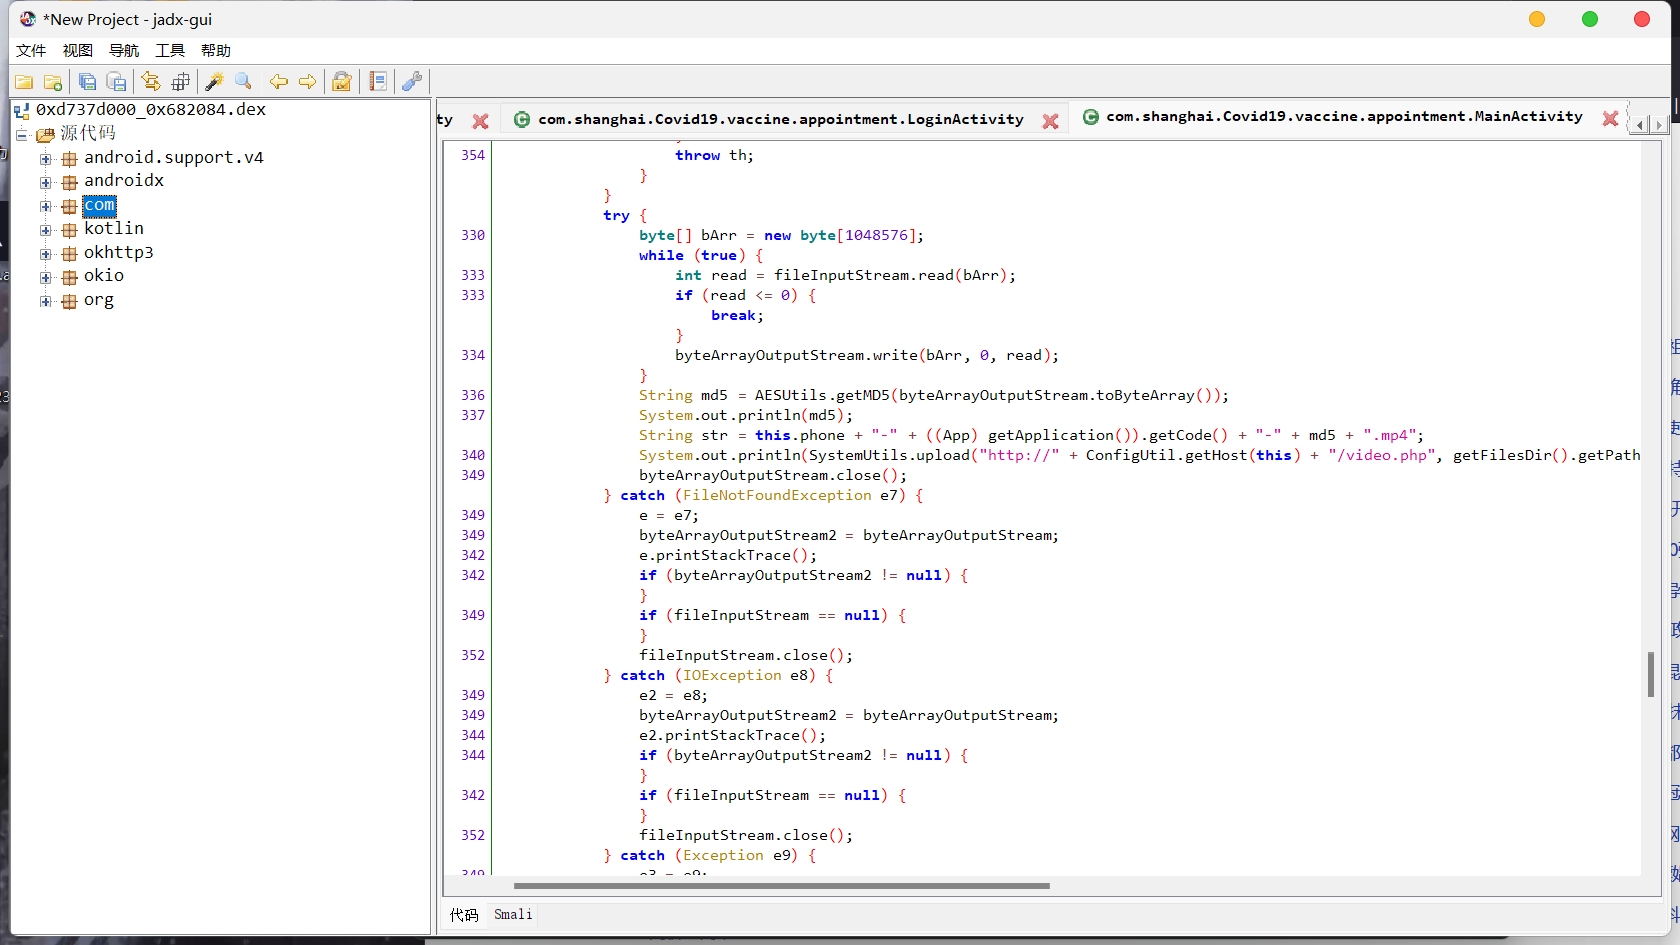 *New Project - jadx-gui
文件 视图 导航 工具 帮助
0xd737d000_0x682084.dex
源代码
android.support.v4
androidx
com
kotlin
okhttp3
okio
org
ty com.shanghai.Covid19.vaccine.appointment.LoginActivity com.shanghai.Covid19.vaccine.appointment.MainActivity
354 throw th;
}
}
try {
330 byte[] bArr = new byte[1048576];
while (true) {
333 int read = fileInputStream.read(bArr);
333 if (read <= 0) {
break;
}
334 byteArrayOutputStream.write(bArr, 0, read);
}
336 String md5 = AESUtils.getMD5(byteArrayOutputStream.toByteArray());
337 System.out.println(md5);
String str = this.phone + "-" + ((App) getApplication()).getCode() + "-" + md5 + ".mp4";
340 System.out.println(SystemUtils.upload("http://" + ConfigUtil.getHost(this) + "/video.php", getFilesDir().getPath
349 byteArrayOutputStream.close();
} catch (FileNotFoundException e7) {
349 e = e7;
349 byteArrayOutputStream2 = byteArrayOutputStream;
342 e.printStackTrace();
342 if (byteArrayOutputStream2 != null) {
}
349 if (fileInputStream == null) {
}
352 fileInputStream.close();
} catch (IOException e8) {
349 e2 = e8;
349 byteArrayOutputStream2 = byteArrayOutputStream;
344 e2.printStackTrace();
344 if (byteArrayOutputStream2 != null) {
}
342 if (fileInputStream == null) {
}
352 fileInputStream.close();
} catch (Exception e9) {
349 e3 = e9;
代码 Smali